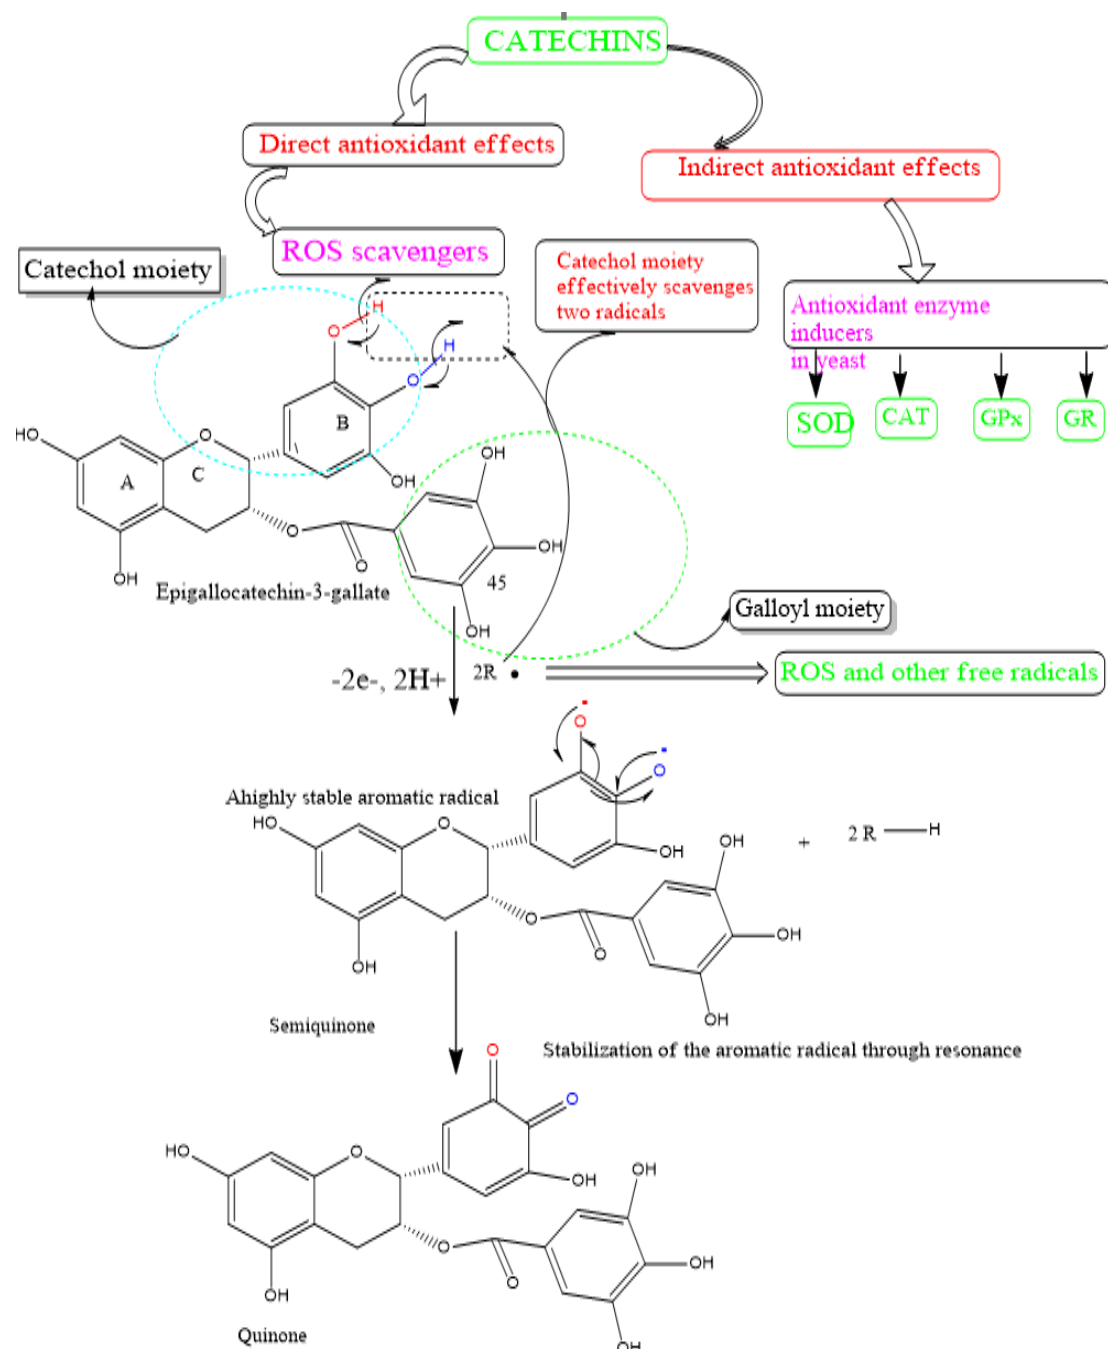 CATECHINS
Direct antioxidant effects
Indirect antioxidant effects
ROS scavengers
Catechol moiety
Catechol moiety
effectively scavenges
two radicals
Antioxidant enzyme
inducers
in yeast
SOD
CAT
GPx
GR
H
O
H
O
B
HO
O
A
C
OH
OH
O
OH
O
OH
45
OH
Epigallocatechin-3-gallate
Galloyl moiety
-2e-, 2H+
2R •
ROS and other free radicals
O
O
Ahighly stable aromatic radical
HO
O
OH
OH
+
2 R
H
O
OH
O
OH
OH
Semiquinone
Stabilization of the aromatic radical through resonance
O
O
HO
O
OH
OH
O
OH
O
OH
OH
Quinone